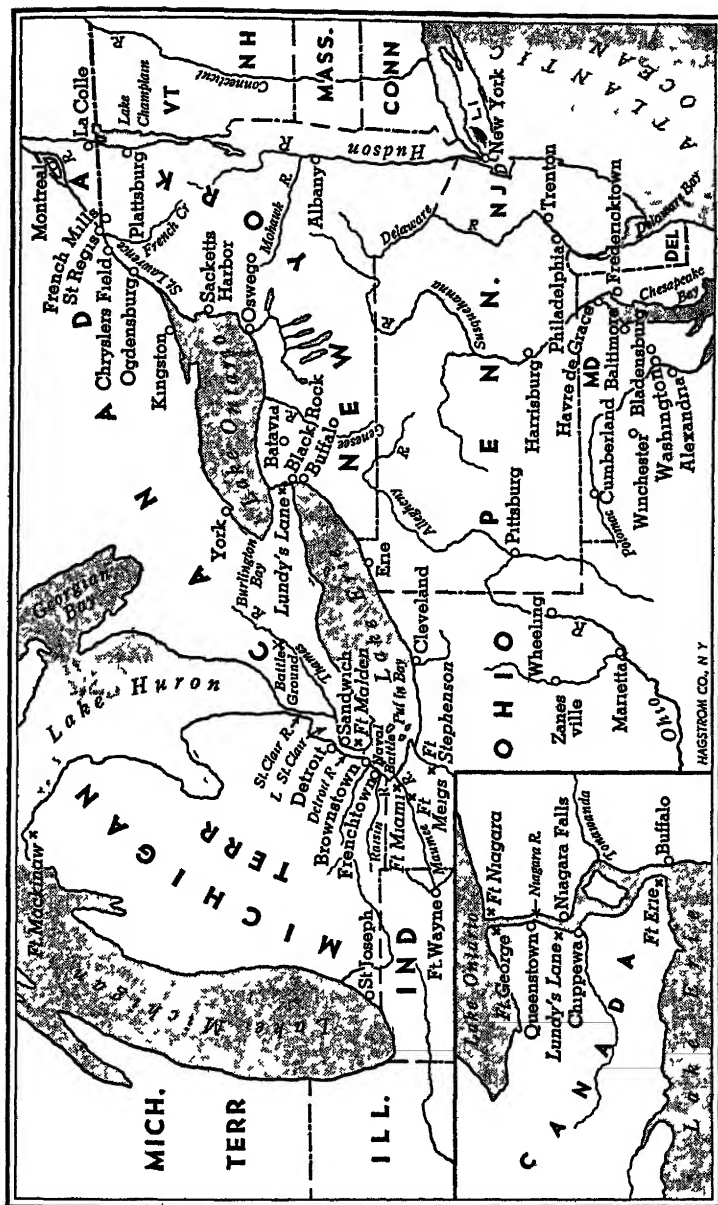 MICH.
TERR
ILL.
Lake Michigan
Ft. Mackinaw
MICHIGAN
TERR
St Joseph
IND
Ft. Wayne
Lake Huron
Georgian
Bay
CANADA
St Clair R.
L St Clair
Detroit
Detroit R
Brownstown
Frenchtown
Raisin R
Ft Miami
Maumee R.
Ft
Meigs
Ft
Stephenson
Naval
Battle
Put in Bay
Sandwich
Ft Malden
Battle
Ground
Thames R
Lake Erie
Cleveland
Erie
York
Burlington
Bay
Lundy's Lane
Lake Ontario
Batavia
Black Rock
Buffalo
Genesee R
Kingston
Sacketts
Harbor
Oswego
Ogdensburg
Chryslers Field
St Regis
French Mills
Montreal
R
St. Lawrence
French Cr
Plattsburg
La Colle
Lake
Champlain
VT
NH
MASS.
CONN
Connecticut R
NEW YORK
Mohawk R.
Albany
Hudson R
L I
New York
ATLANTIC
OCEAN
NJ
Trenton
Delaware R
Philadelphia
Fredericktown
Delaware Bay
DEL
Chesapeake
Bay
Havre de Grace
MD
Baltimore
Bladensburg
Washington
Alexandria
Winchester
Cumberland
Potomac
PENN.
Susquehanna
R
Harrisburg
Allegheny R
Pittsburg
OHIO
Wheeling
R
Zanes
ville
Marietta
Ohio
HAGSTROM CO., N Y
Lake Ontario
Ft Niagara
Ft George
Niagara R.
Queenstown
Niagara Falls
Lundy's Lane
Chippewa
Tonawanda
CANADA
Buffalo
Ft Erie
Lake Erie